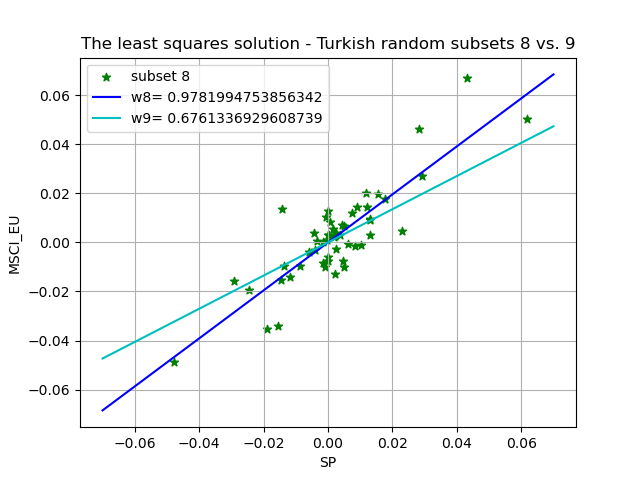 The least squares solution - Turkish random subsets 8 vs. 9
subset 8
w8= 0.9781994753856342
w9= 0.6761336929608739
0.06
0.04
0.02
0.00
−0.02
−0.04
−0.06
MSCI_EU
−0.06 −0.04 −0.02 0.00 0.02 0.04 0.06
SP